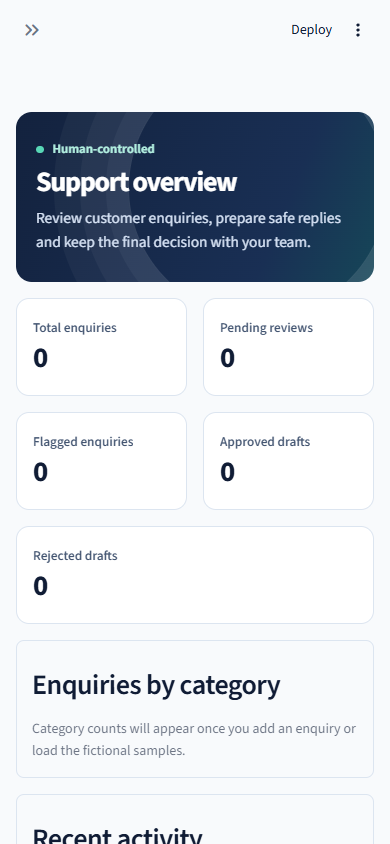 Deploy
Human-controlled
Support overview
Review customer enquiries, prepare safe replies
and keep the final decision with your team.
Total enquiries
0
Pending reviews
0
Flagged enquiries
0
Approved drafts
0
Rejected drafts
0
Enquiries by category
Category counts will appear once you add an enquiry or
load the fictional samples.
Recent activity